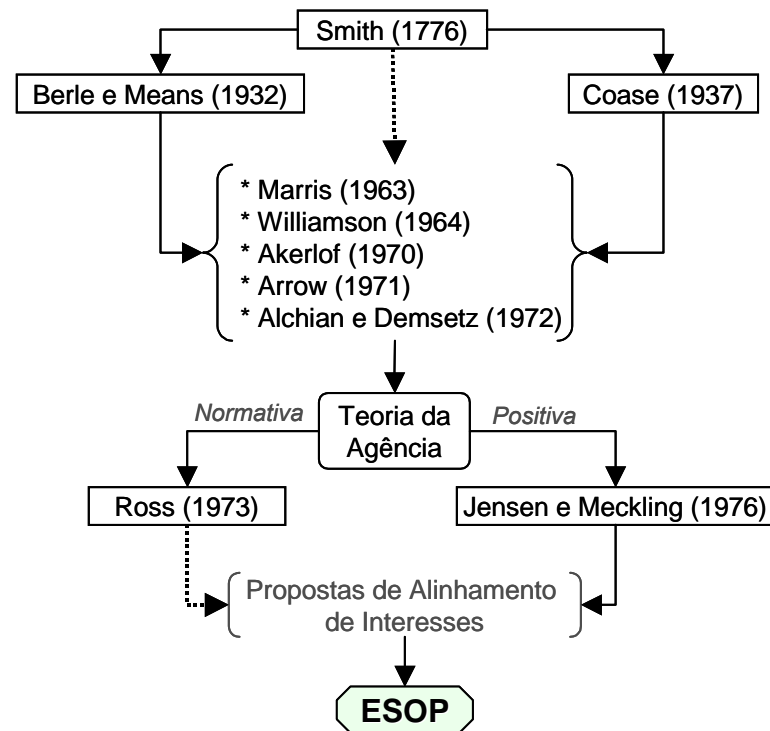 Smith (1776)
Berle e Means (1932)
Coase (1937)
* Marris (1963)
* Williamson (1964)
* Akerlof (1970)
* Arrow (1971)
* Alchian e Demsetz (1972)
Normativa
Teoria da
Agência
Positiva
Ross (1973)
Jensen e Meckling (1976)
Propostas de Alinhamento
de Interesses
ESOP